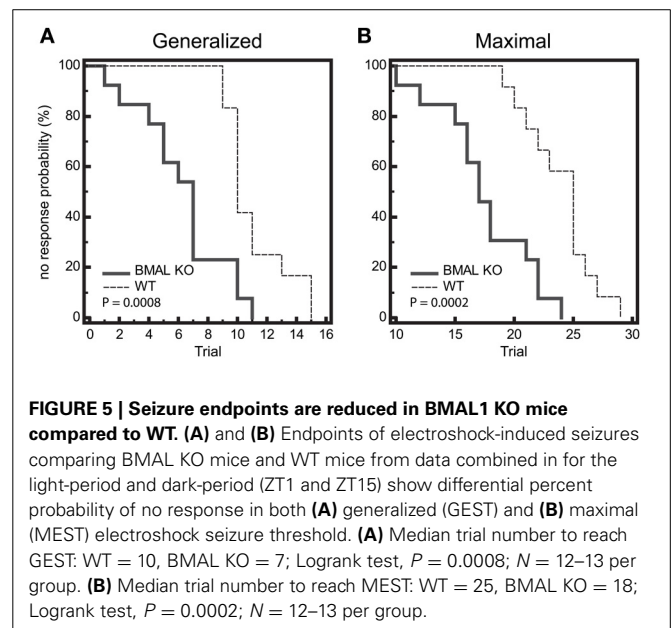 A
Generalized
B
Maximal
no response probability (%)
100
80
60
40
20
0
BMAL KO
WT
P = 0.0008
0 2 4 6 8 10 12 14 16
Trial
100
80
60
40
20
0
BMAL KO
WT
P = 0.0002
10 15 20 25 30
Trial
FIGURE 5 | Seizure endpoints are reduced in BMAL1 KO mice
compared to WT. (A) and (B) Endpoints of electroshock-induced seizures
comparing BMAL KO mice and WT mice from data combined in for the
light-period and dark-period (ZT1 and ZT15) show differential percent
probability of no response in both (A) generalized (GEST) and (B) maximal
(MEST) electroshock seizure threshold. (A) Median trial number to reach
GEST: WT = 10, BMAL KO = 7; Logrank test, P = 0.0008; N = 12–13 per
group. (B) Median trial number to reach MEST: WT = 25, BMAL KO = 18;
Logrank test, P = 0.0002; N = 12–13 per group.